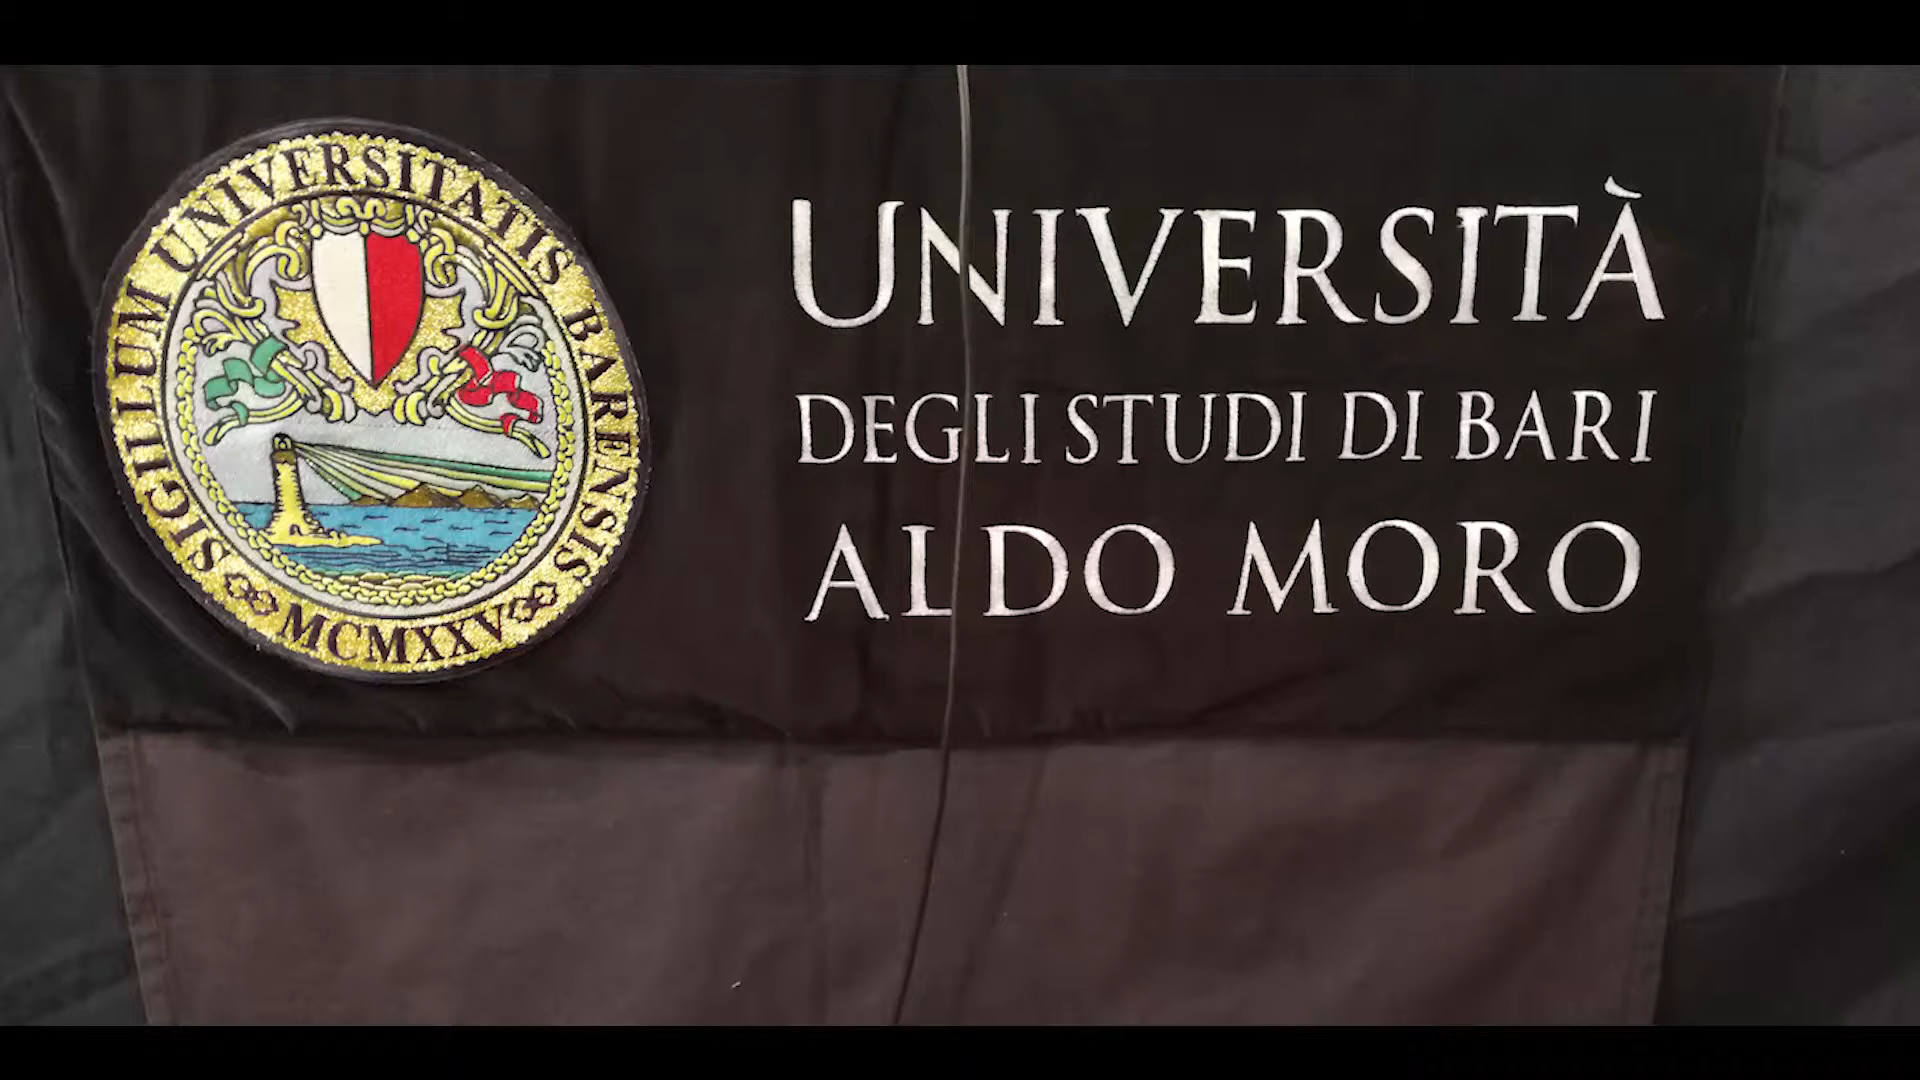 SIGILLUM UNIVERSITATIS BARENSIS
MCMXXV
UNIVERSITÀ
DEGLI STUDI DI BARI
ALDO MORO